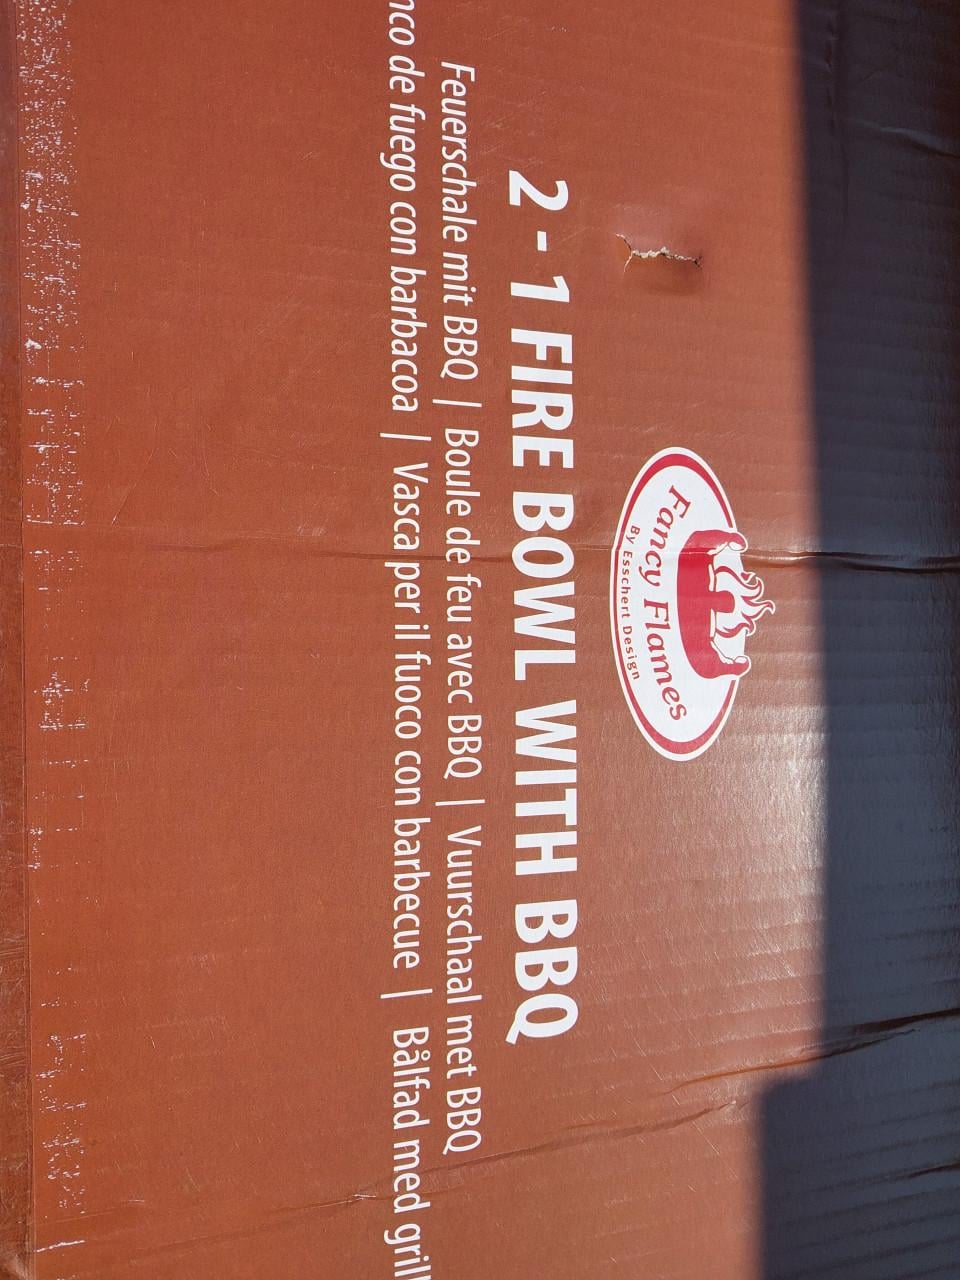 Fancy Flames
By Esschert Design
2 - 1 FIRE BOWL WITH BBQ
Feuerschale mit BBQ | Boule de feu avec BBQ | Vuurschaal met BBQ
de fuego con barbacoa | Vasca per il fuoco con barbecue | Bålfad med grill